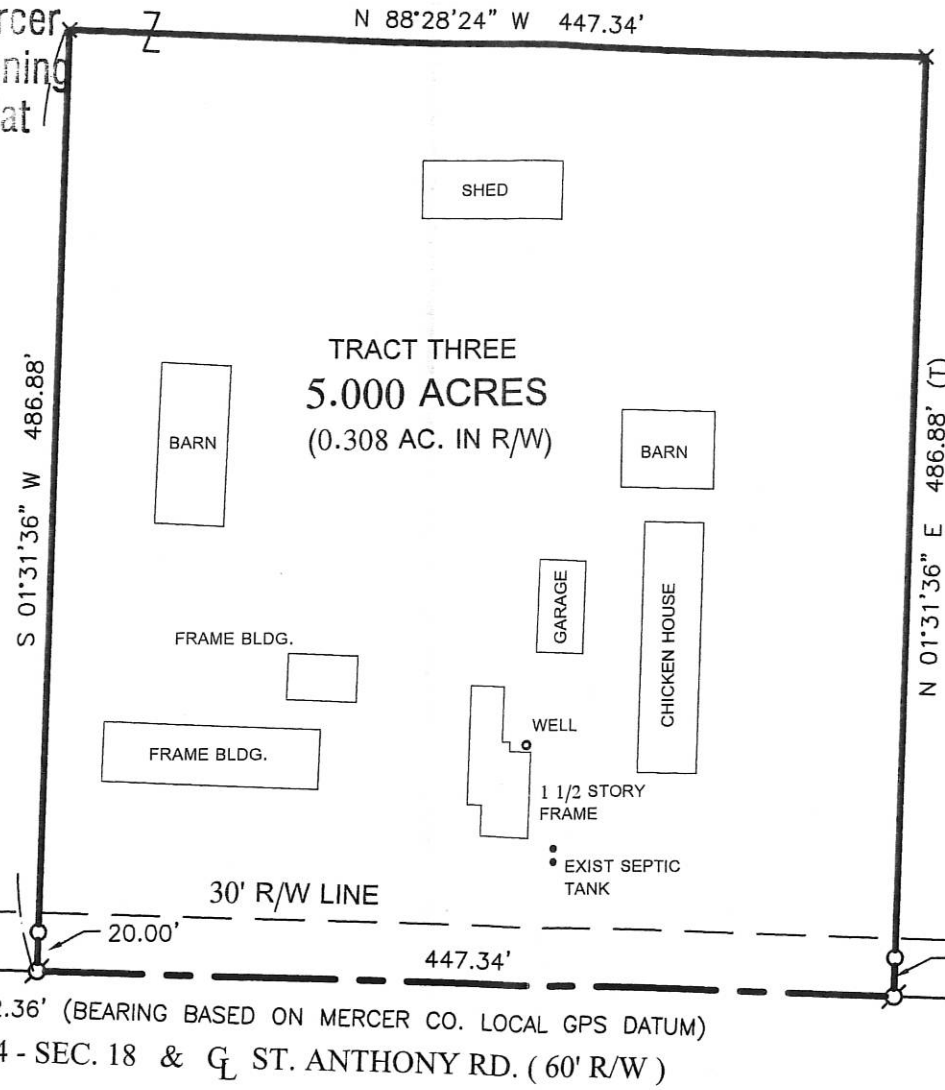 N 88°28'24" W 447.34'
SHED
TRACT THREE
5.000 ACRES
(0.308 AC. IN R/W)
S 01°31'36" W 486.88'
N 01°31'36" E 486.88' (T)
BARN
BARN
GARAGE
CHICKEN HOUSE
FRAME BLDG.
FRAME BLDG.
WELL
1 1/2 STORY
FRAME
EXIST SEPTIC
TANK
30' R/W LINE
20.00'
447.34'
2.36' (BEARING BASED ON MERCER CO. LOCAL GPS DATUM)
4 - SEC. 18 & ℄ ST. ANTHONY RD. ( 60' R/W )